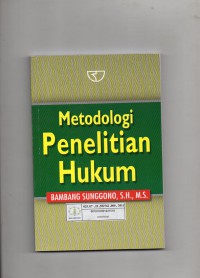 Metodologi
Penelitian
Hukum
BAMBANG SUNGGONO, S.H., M.S.